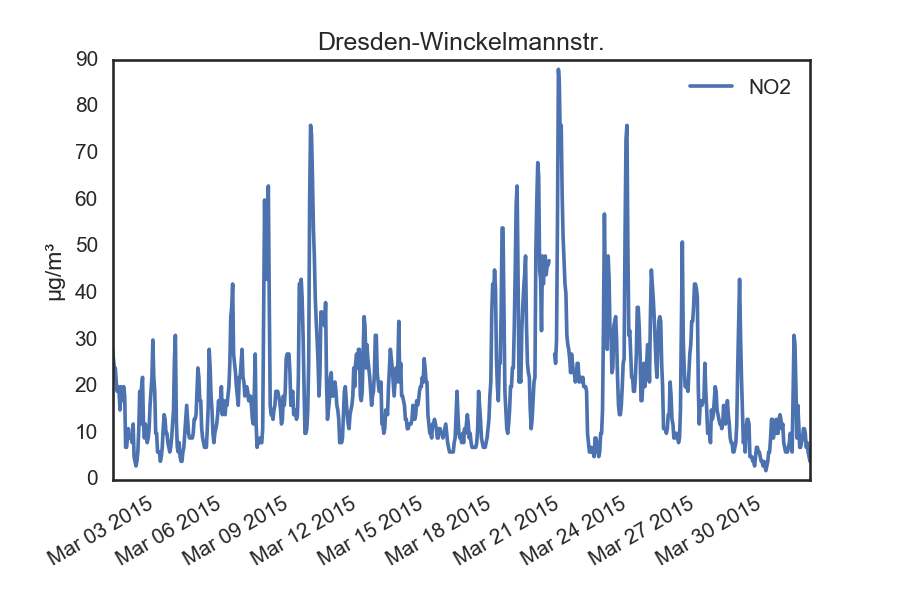 Dresden-Winckelmannstr.
90
80
70
60
50
40
30
20
10
0
µg/m³
NO2
Mar 03 2015
Mar 06 2015
Mar 09 2015
Mar 12 2015
Mar 15 2015
Mar 18 2015
Mar 21 2015
Mar 24 2015
Mar 27 2015
Mar 30 2015